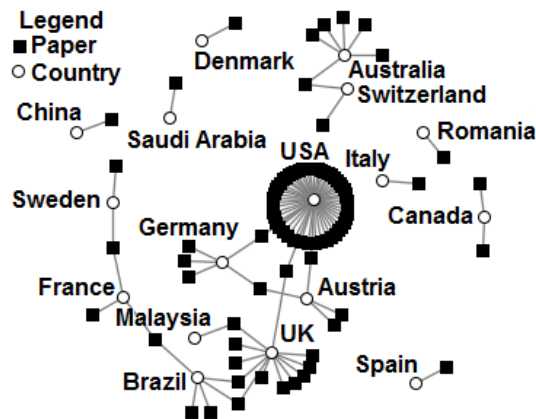 Legend
Paper
Country
Denmark
Australia
Switzerland
China
Saudi Arabia
Romania
USA
Italy
Sweden
Canada
Germany
France
Austria
Malaysia
UK
Brazil
Spain